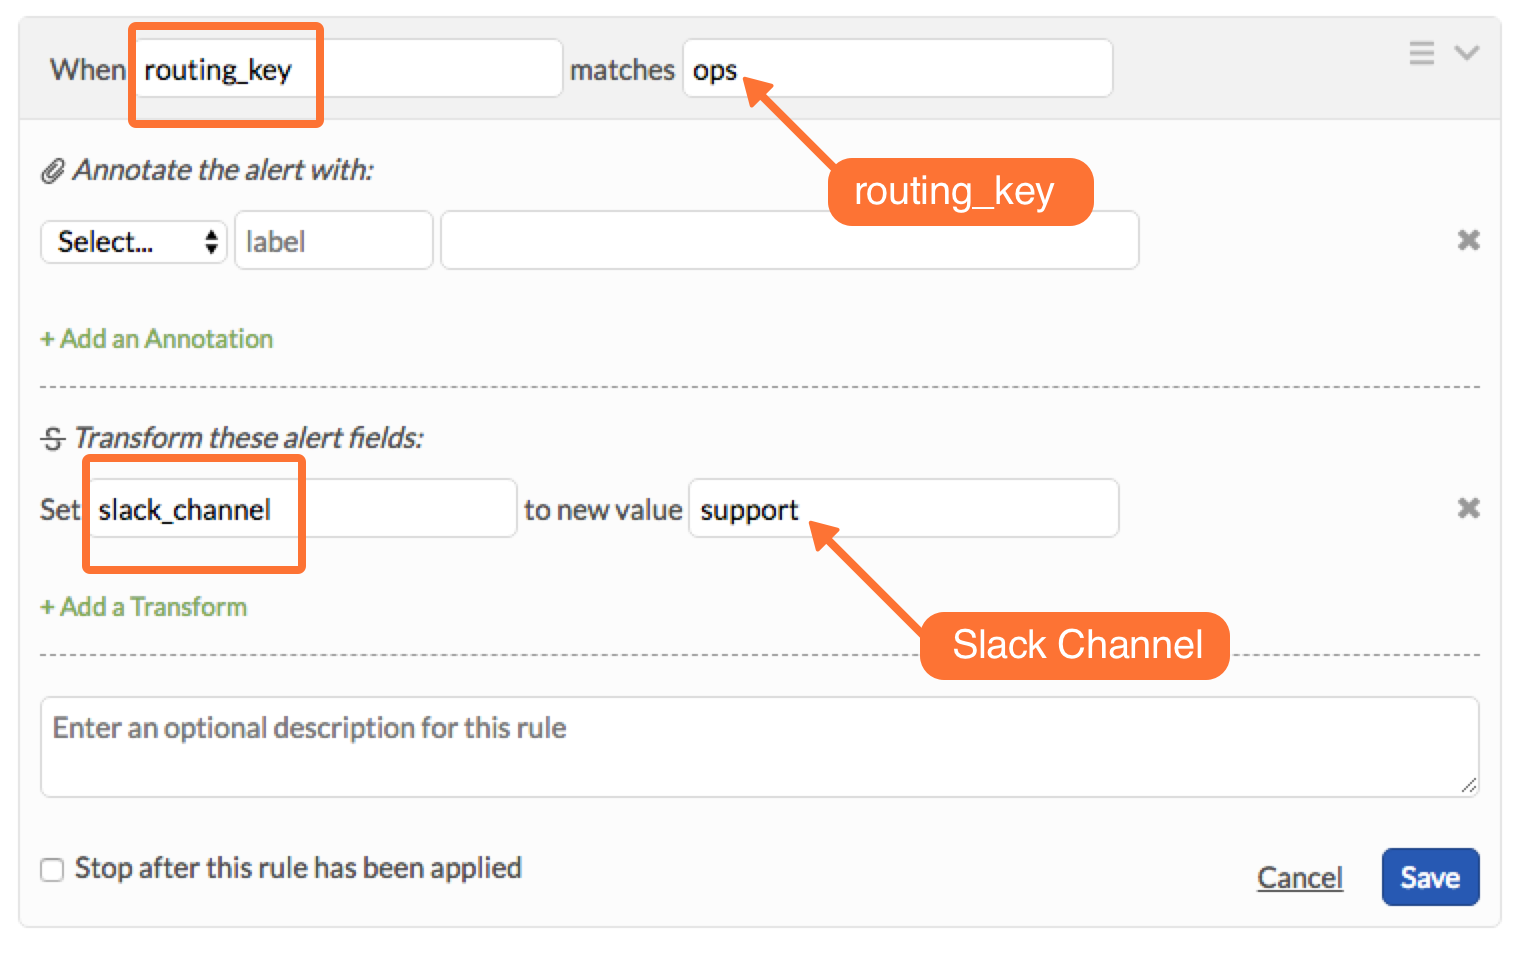 When routing_key matches ops
routing_key
Annotate the alert with:
Select... label
+ Add an Annotation
Transform these alert fields:
Set slack_channel to new value support
+ Add a Transform
Slack Channel
Enter an optional description for this rule
Stop after this rule has been applied
Cancel Save